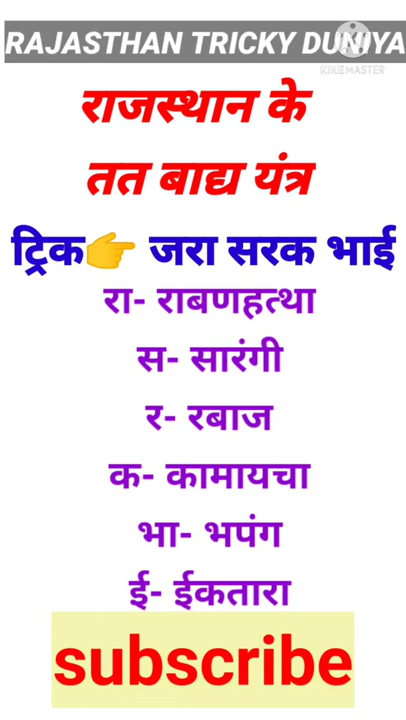 RAJASTHAN TRICKY DUNIYA
KINEMASTER
राजस्थान के
तत बाद्य यंत्र
ट्रिक👉 जरा सरक भाई
रा- राबणहत्था
स- सारंगी
र- रबाज
क- कामायचा
भा- भपंग
ई- ईकतारा
subscribe